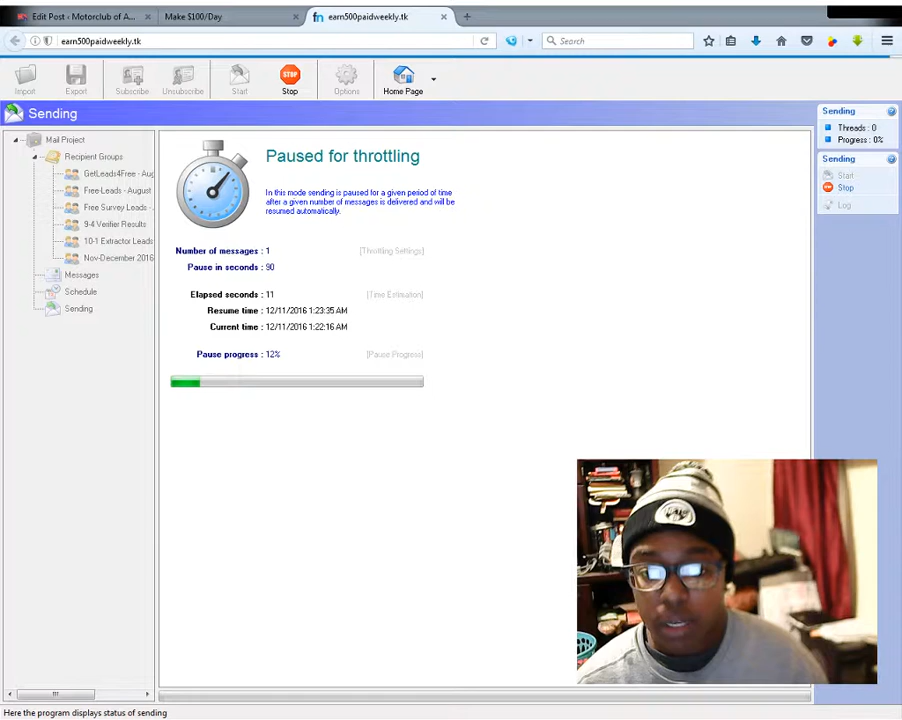 Edit Post ‹ Motorclub of A...
Make $100/Day
earn500paidweekly.tk
earn500paidweekly.tk
Search
Import
Export
Subscribe
Unsubscribe
Start
STOP
Stop
Options
Home Page
Sending
Mail Project
Recipient Groups
GetLeads4Free - Aug
Free-Leads - August
Free Survey Leads -
9-4 Verifier Results
10-1 Extractor Leads
Nov-December 2016
Messages
Schedule
Sending
Paused for throttling
In this mode sending is paused for a given period of time
after a given number of messages is delivered and will be
resumed automatically.
Number of messages : 1 [Throttling Settings]
Pause in seconds : 90
Elapsed seconds : 11 [Time Estimation]
Resume time : 12/11/2016 1:23:35 AM
Current time : 12/11/2016 1:22:16 AM
Pause progress : 12% [Pause Progress]
Sending
Threads : 0
Progress : 0%
Sending
Start
Stop
Log
Here the program displays status of sending